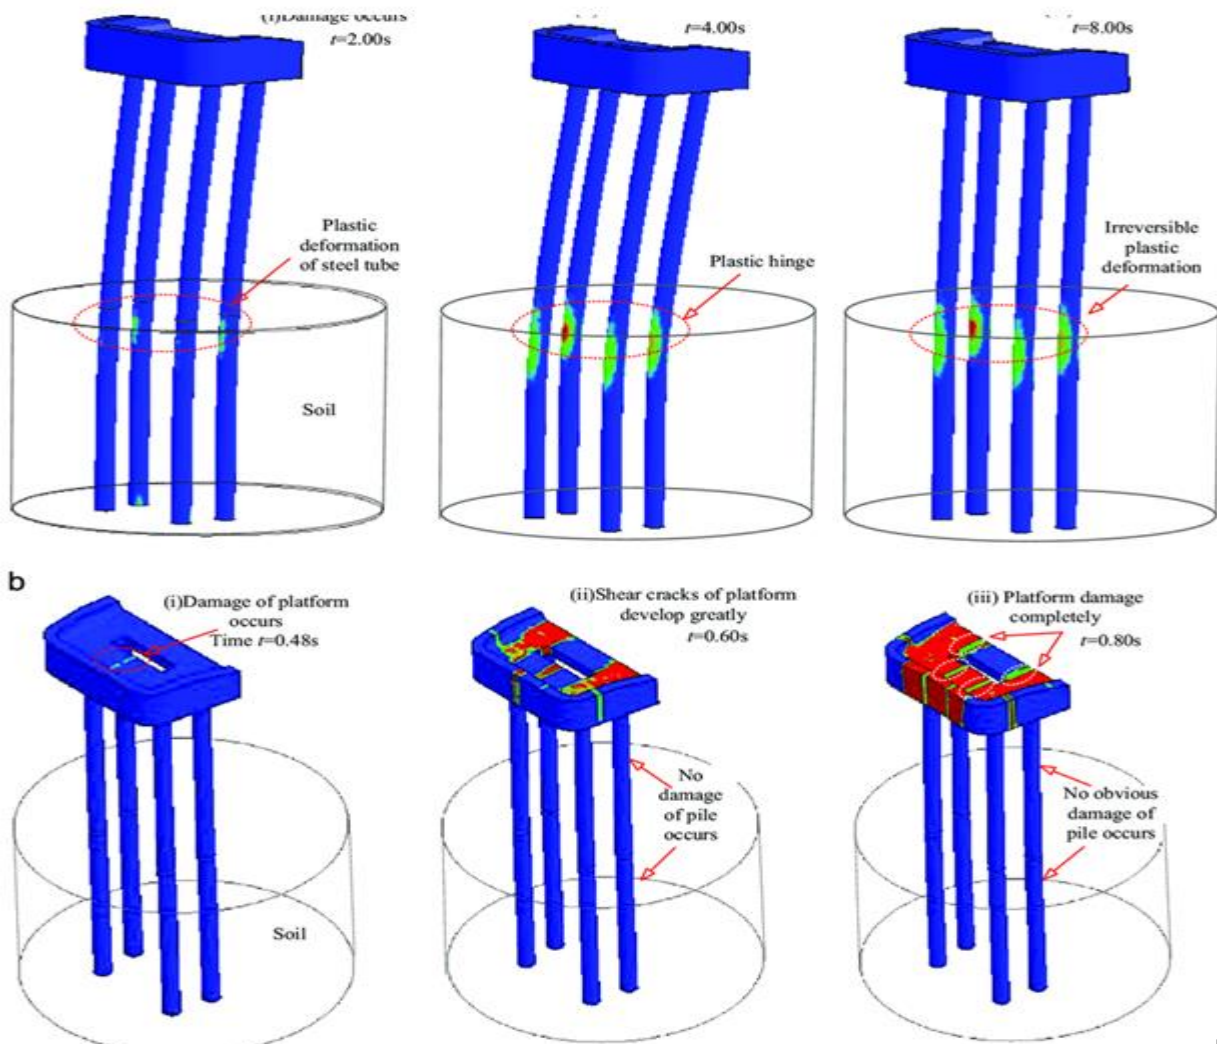 (i)Damage occurs
t=2.00s
t=4.00s
t=8.00s
Plastic
deformation
of steel tube
Plastic hinge
Irreversible
plastic
deformation
Soil
b
(i)Damage of platform
occurs
Time t=0.48s
(ii)Shear cracks of platform
develop greatly
t=0.60s
(iii) Platform damage
completely
t=0.80s
No
damage
of pile
occurs
No obvious
damage of
pile occurs
Soil